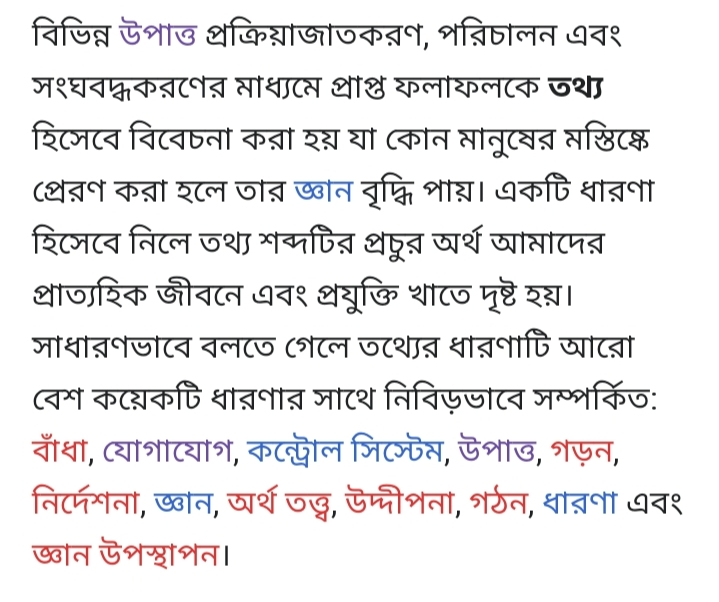 বিভিন্ন উপাত্ত প্রক্রিয়াজাতকরণ, পরিচালন এবং
সংঘবদ্ধকরণের মাধ্যমে প্রাপ্ত ফলাফলকে তথ্য
হিসেবে বিবেচনা করা হয় যা কোন মানুষের মস্তিষ্কে
প্রেরণ করা হলে তার জ্ঞান বৃদ্ধি পায়। একটি ধারণা
হিসেবে নিলে তথ্য শব্দটির প্রচুর অর্থ আমাদের
প্রাত্যহিক জীবনে এবং প্রযুক্তি খাতে দৃষ্ট হয়।
সাধারণভাবে বলতে গেলে তথ্যের ধারণাটি আরো
বেশ কয়েকটি ধারণার সাথে নিবিড়ভাবে সম্পর্কিত:
বাঁধা, যোগাযোগ, কন্ট্রোল সিস্টেম, উপাত্ত, গড়ন,
নির্দেশনা, জ্ঞান, অর্থ তত্ত্ব, উদ্দীপনা, গঠন, ধারণা এবং
জ্ঞান উপস্থাপন।